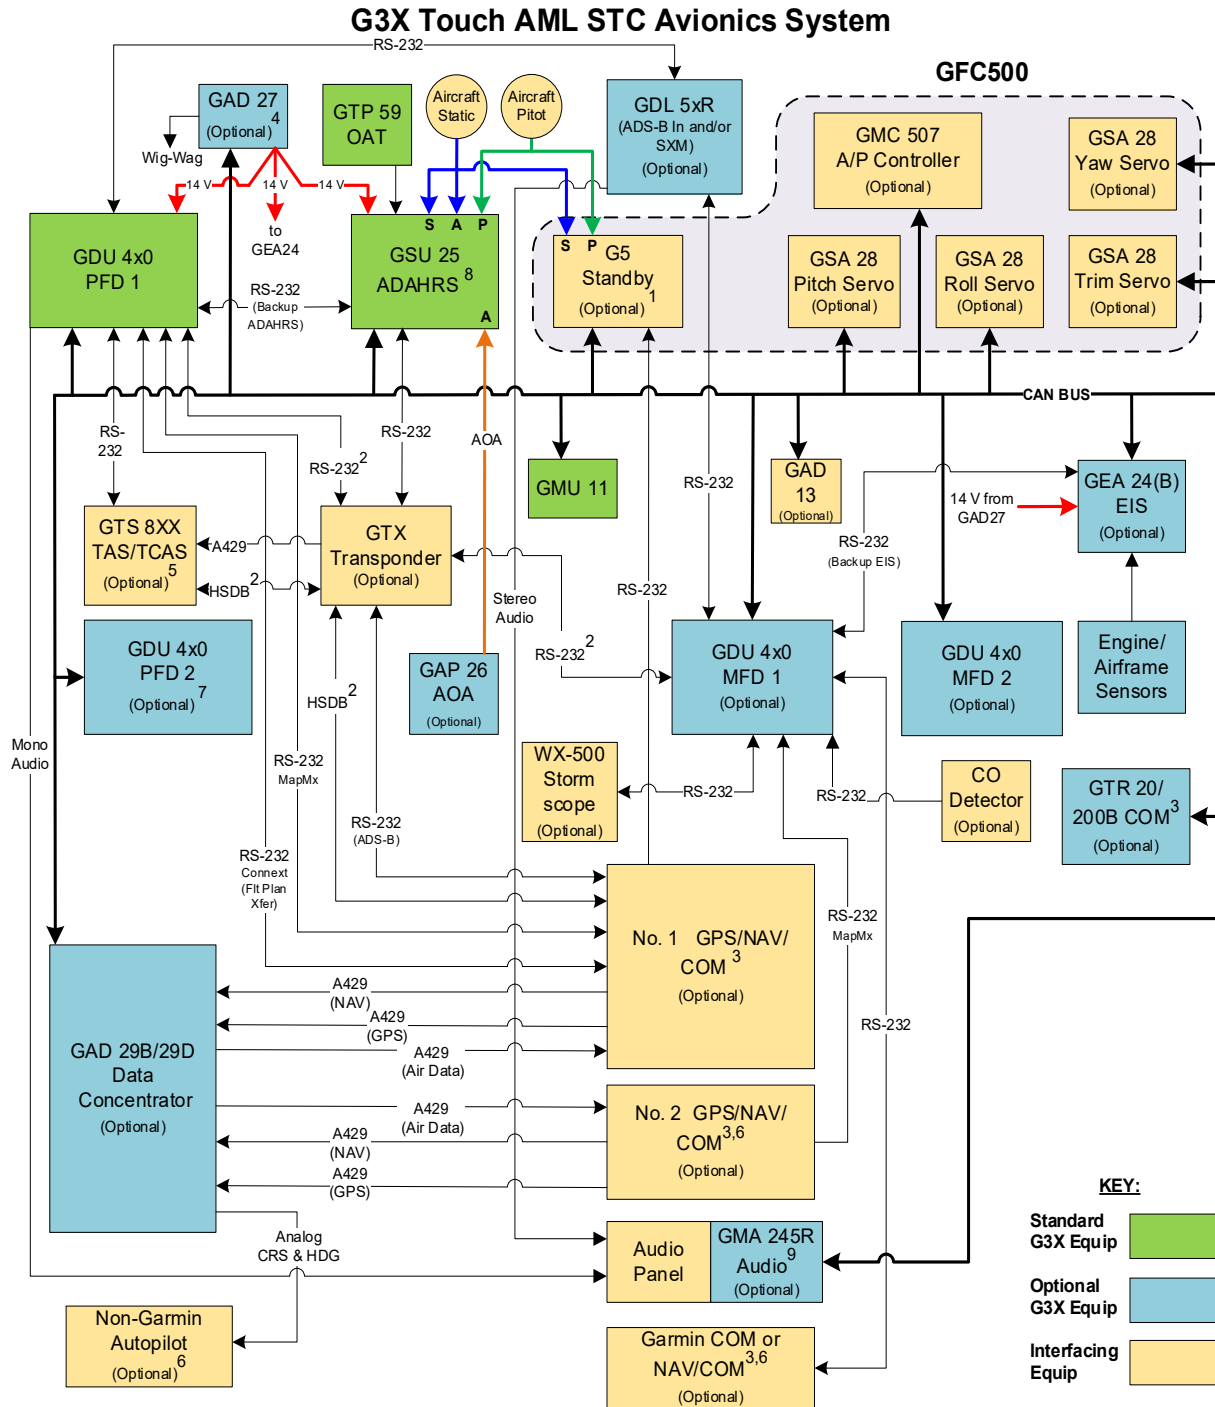 G3X Touch AML STC Avionics System
RS-232
GFC500
GAD 27
4
(Optional)
Wig-Wag
GTP 59
OAT
Aircraft
Static
Aircraft
Pitot
GDL 5xR
(ADS-B In and/or
SXM)
(Optional)
GMC 507
A/P Controller
(Optional)
GSA 28
Yaw Servo
(Optional)
14 V
14 V
14 V
to
GEA24
GDU 4x0
PFD 1
S A P
GSU 25
ADAHRS 8
A
S P
G5
Standby
(Optional) 1
GSA 28
Pitch Servo
(Optional)
GSA 28
Roll Servo
(Optional)
GSA 28
Trim Servo
(Optional)
RS-232
(Backup
ADAHRS)
CAN BUS
RS-
232
RS-232 2
RS-232
AOA
GMU 11
RS-232
GAD
13
(Optional)
14 V from
GAD27
GEA 24(B)
EIS
(Optional)
GTS 8XX
TAS/TCAS
(Optional) 5
A429
HSDB 2
GTX
Transponder
(Optional)
RS-232
(Backup EIS)
RS-232
Stereo
Audio
GDU 4x0
PFD 2
(Optional) 7
HSDB 2
GAP 26
AOA
(Optional)
RS-232 2
GDU 4x0
MFD 1
(Optional)
GDU 4x0
MFD 2
(Optional)
Engine/
Airframe
Sensors
Mono
Audio
RS-232
MapMx
WX-500
Storm
scope
(Optional)
RS-232
RS-232
CO
Detector
(Optional)
GTR 20/
200B COM 3
(Optional)
RS-232
(ADS-B)
RS-232
Connext
(Flt Plan
Xfer)
No. 1 GPS/NAV/
COM 3
(Optional)
RS-232
MapMx
A429
(NAV)
A429
(GPS)
A429
(Air Data)
RS-232
GAD 29B/29D
Data
Concentrator
(Optional)
A429
(Air Data)
A429
(NAV)
A429
(GPS)
No. 2 GPS/NAV/
COM 3,6
(Optional)
Analog
CRS & HDG
Audio
Panel
GMA 245R
Audio 9
(Optional)
Non-Garmin
Autopilot
(Optional) 6
Garmin COM or
NAV/COM 3,6
(Optional)
KEY:
Standard
G3X Equip
Optional
G3X Equip
Interfacing
Equip